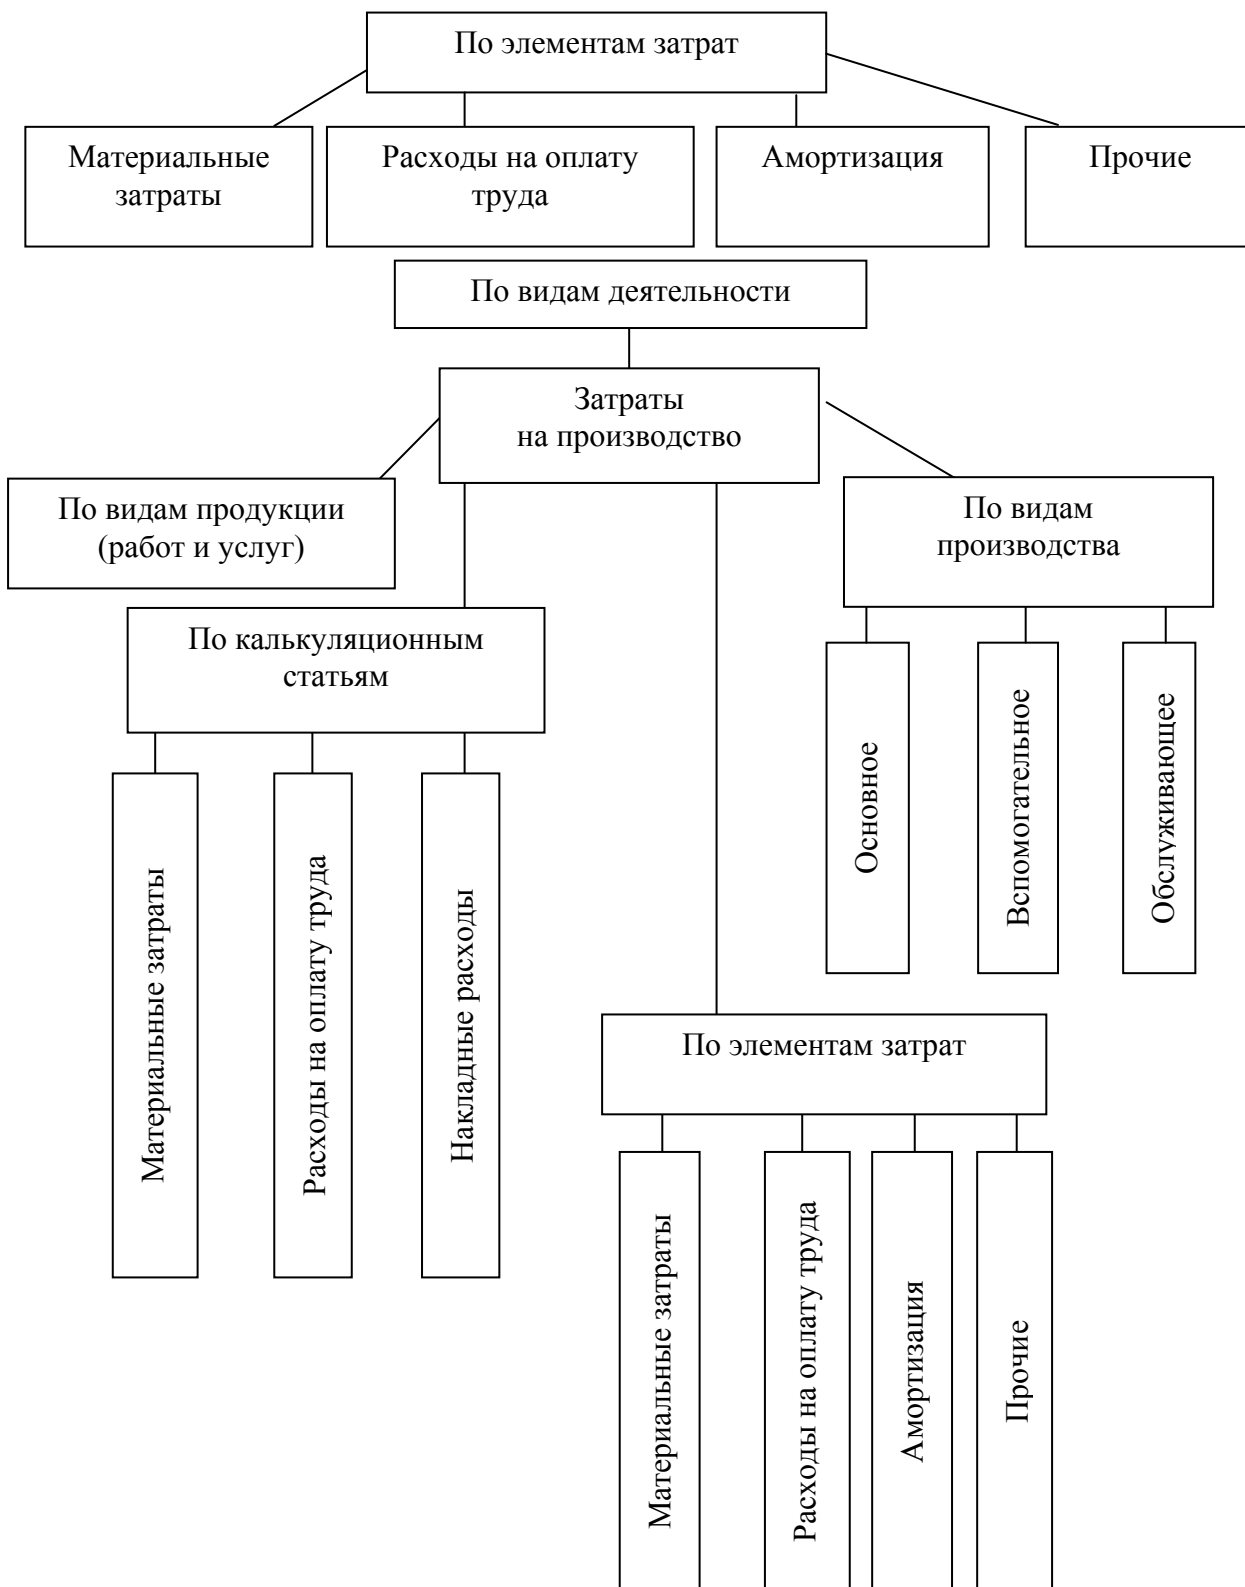 По элементам затрат
Материальные
затраты
Расходы на оплату
труда
Амортизация
Прочие
По видам деятельности
Затраты
на производство
По видам продукции
(работ и услуг)
По видам
производства
По калькуляционным
статьям
Основное
Вспомогательное
Обслуживающее
Материальные затраты
Расходы на оплату труда
Накладные расходы
По элементам затрат
Материальные затраты
Расходы на оплату труда
Амортизация
Прочие